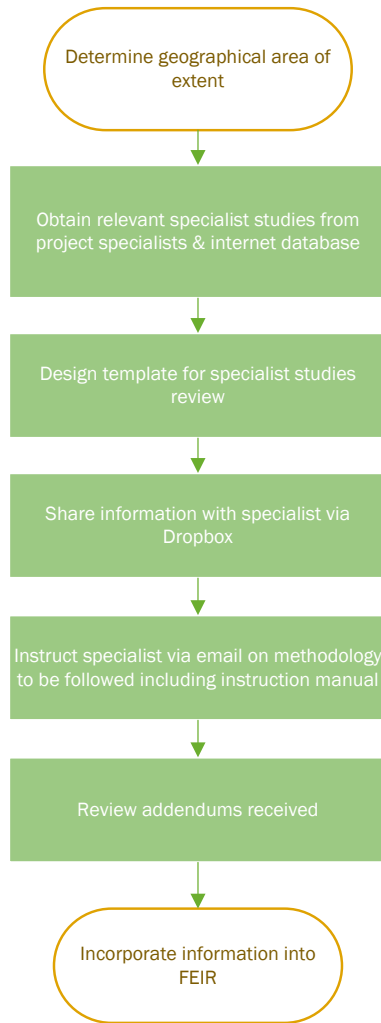 Determine geographical area of
extent
Obtain relevant specialist studies from
project specialists & internet database
Design template for specialist studies
review
Share information with specialist via
Dropbox
Instruct specialist via email on methodology
to be followed including instruction manual
Review addendums received
Incorporate information into
FEIR